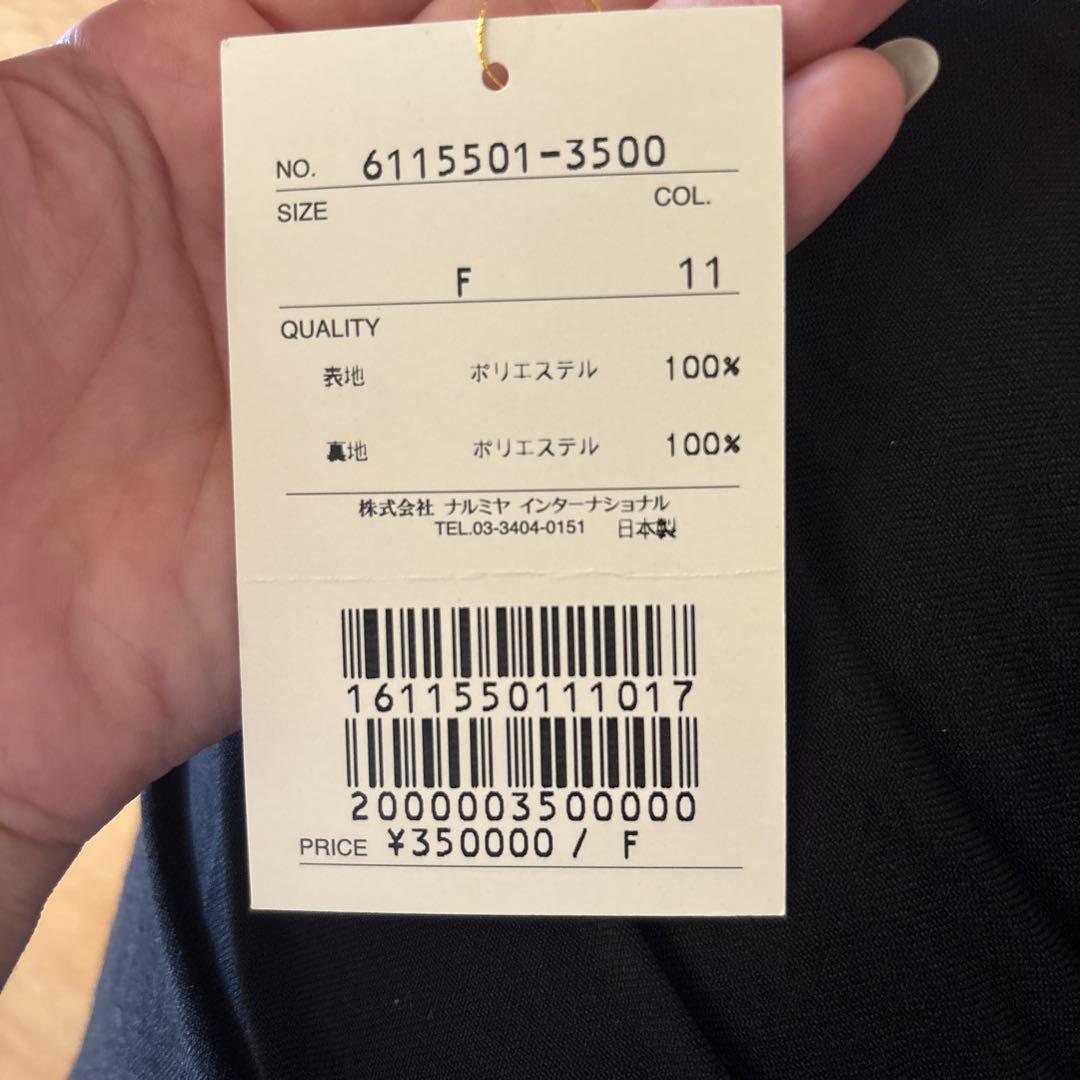 NO. 6115501-3500
SIZE COL.
F 11
QUALITY
表地 ポリエステル 100%
裏地 ポリエステル 100%
株式会社 ナルミヤ インターナショナル
TEL.03-3404-0151 日本製
1611550111017
2000003500000
PRICE ¥350000 / F